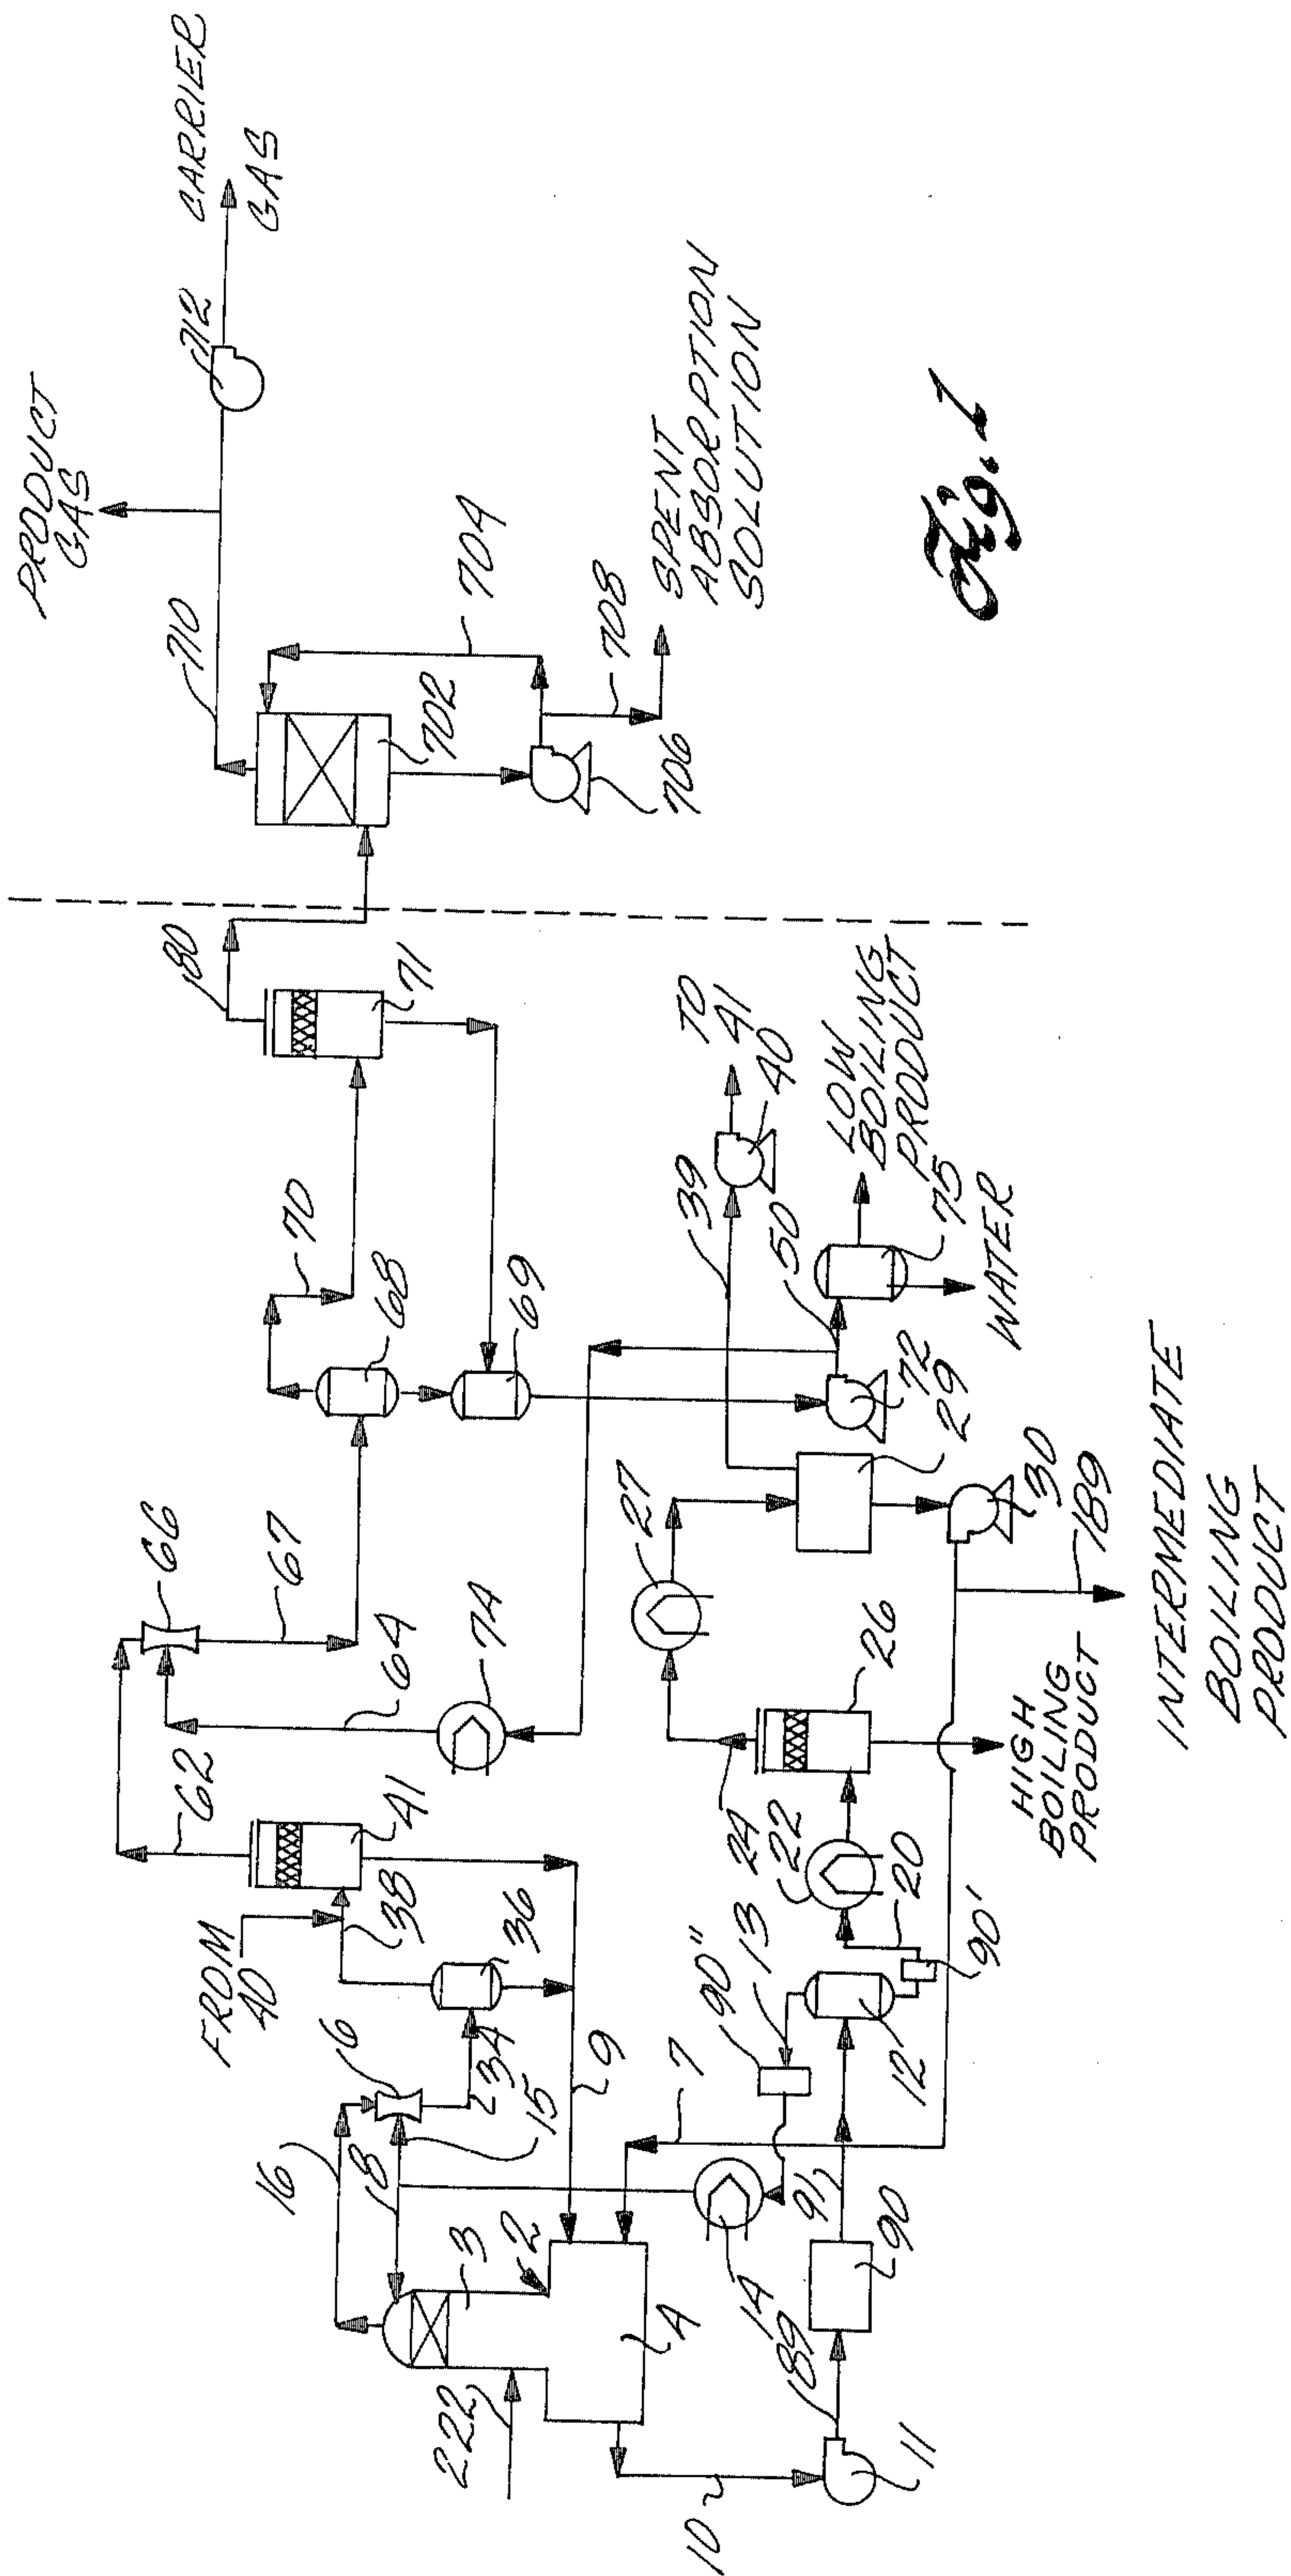 PRODUCT
GAS
710
712
CARRIER
GAS
702
704
706
708
SPENT
ABSORPTION
SOLUTION
80
71
70
68
69
66
67
62
64
74
FROM
40
41
38
36
16
6
18
15
34
9
3
2
A
222
10
11
189
90
91
14
7
13
90"
12
90'
20
22
24
26
HIGH
BOILING
PRODUCT
27
29
30
189
INTERMEDIATE
BOILING
PRODUCT
39
TO
41
40
50
72
LOW
BOILING
PRODUCT
75
WATER
Fig. 1